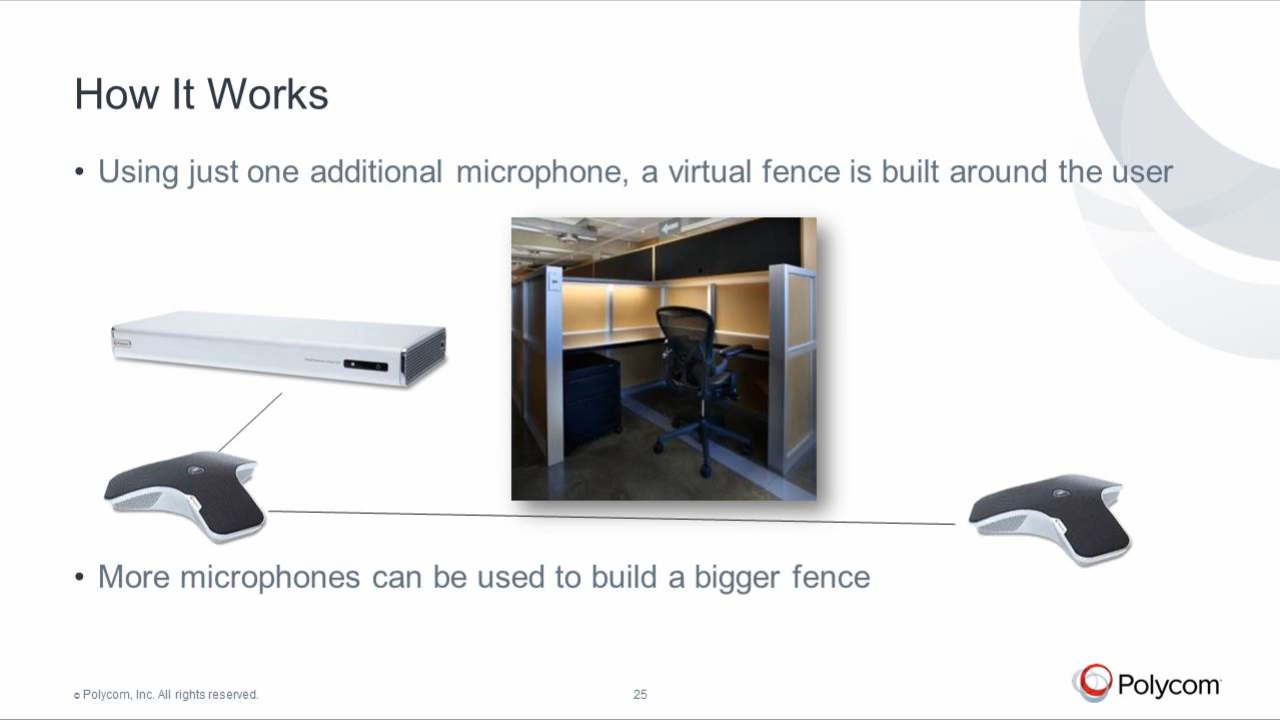 How It Works
• Using just one additional microphone, a virtual fence is built around the user
• More microphones can be used to build a bigger fence
© Polycom, Inc. All rights reserved.
25
Polycom